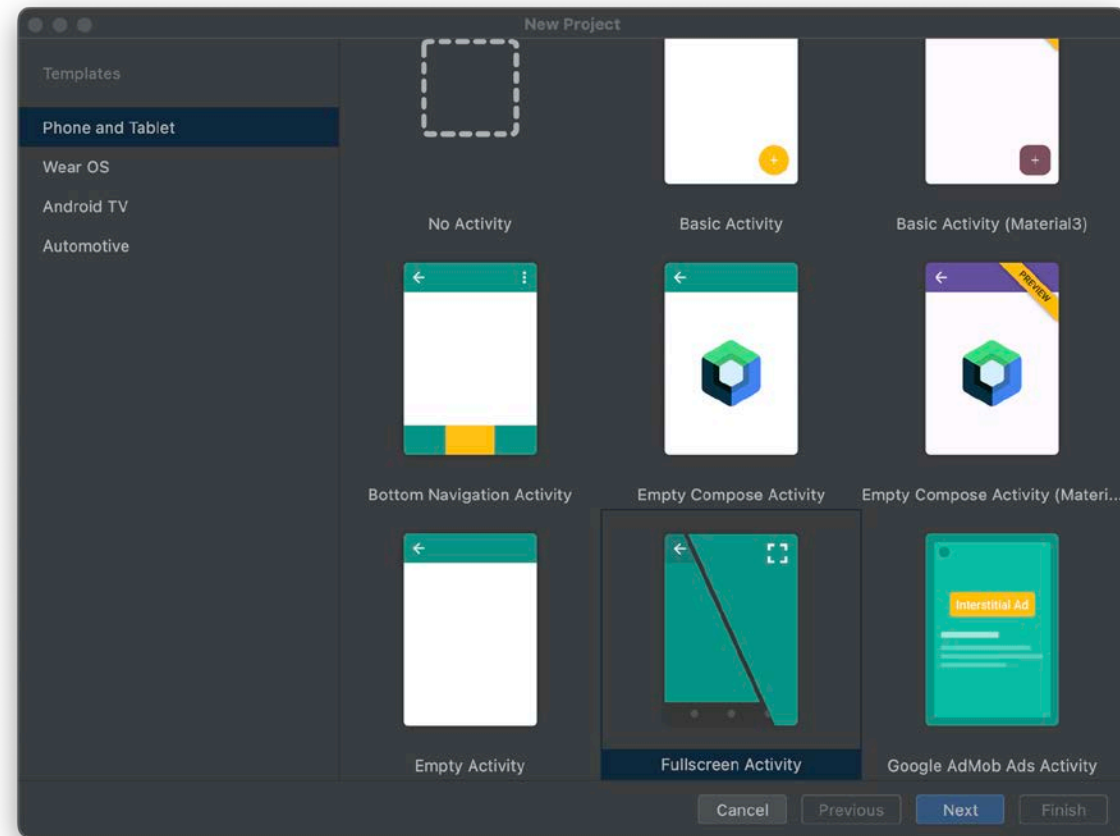 New Project
Templates
Phone and Tablet
Wear OS
Android TV
Automotive
No Activity
Basic Activity
Basic Activity (Material3)
PREVIEW
Bottom Navigation Activity
Empty Compose Activity
Empty Compose Activity (Materi...
Interstitial Ad
Empty Activity
Fullscreen Activity
Google AdMob Ads Activity
Cancel
Previous
Next
Finish